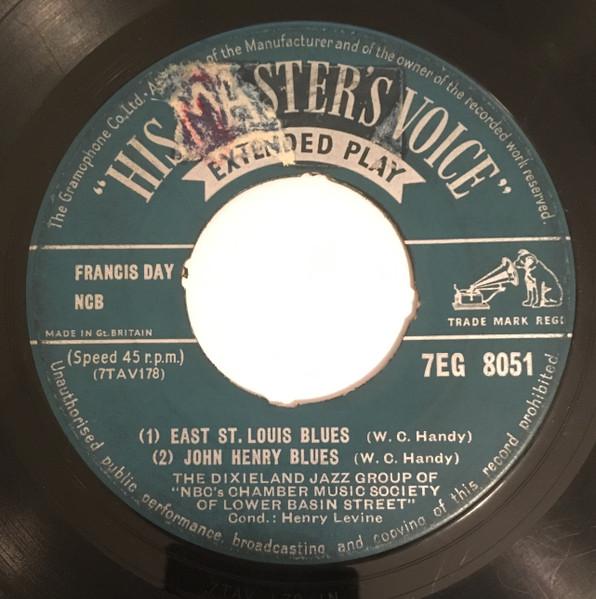 The Gramophone Co. Ltd. of the Manufacturer and of the owner of the recorded work reserved.
"HIS MASTER'S VOICE"
EXTENDED PLAY
FRANCIS DAY
NCB
MADE IN Gt. BRITAIN
TRADE MARK REG
(Speed 45 r.p.m.)
(7TAV178)
7EG 8051
(1) EAST ST. LOUIS BLUES (W. C. Handy)
(2) JOHN HENRY BLUES (W. C. Handy)
THE DIXIELAND JAZZ GROUP OF
"NBC's CHAMBER MUSIC SOCIETY
OF LOWER BASIN STREET"
Cond.: Henry Levine
Unauthorised public performance, broadcasting and copying of this record prohibited